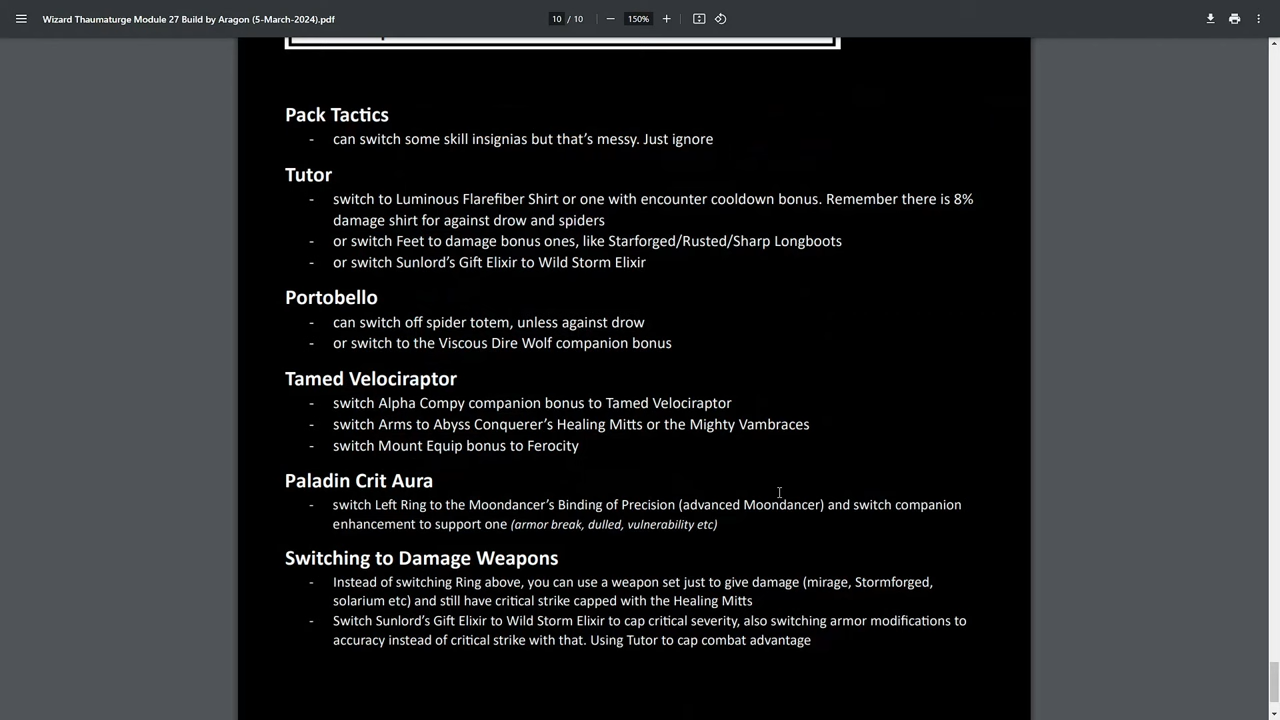 Wizard Thaumaturge Module 27 Build by Aragon (5-March-2024).pdf
10 / 10
150%
Pack Tactics
- can switch some skill insignias but that's messy. Just ignore
Tutor
- switch to Luminous Flarefiber Shirt or one with encounter cooldown bonus. Remember there is 8%
damage shirt for against drow and spiders
- or switch Feet to damage bonus ones, like Starforged/Rusted/Sharp Longboots
- or switch Sunlord's Gift Elixir to Wild Storm Elixir
Portobello
- can switch off spider totem, unless against drow
- or switch to the Viscous Dire Wolf companion bonus
Tamed Velociraptor
- switch Alpha Compy companion bonus to Tamed Velociraptor
- switch Arms to Abyss Conquerer's Healing Mitts or the Mighty Vambraces
- switch Mount Equip bonus to Ferocity
Paladin Crit Aura
- switch Left Ring to the Moondancer's Binding of Precision (advanced Moondancer) and switch companion
enhancement to support one (armor break, dulled, vulnerability etc)
Switching to Damage Weapons
- Instead of switching Ring above, you can use a weapon set just to give damage (mirage, Stormforged,
solarium etc) and still have critical strike capped with the Healing Mitts
- Switch Sunlord's Gift Elixir to Wild Storm Elixir to cap critical severity, also switching armor modifications to
accuracy instead of critical strike with that. Using Tutor to cap combat advantage